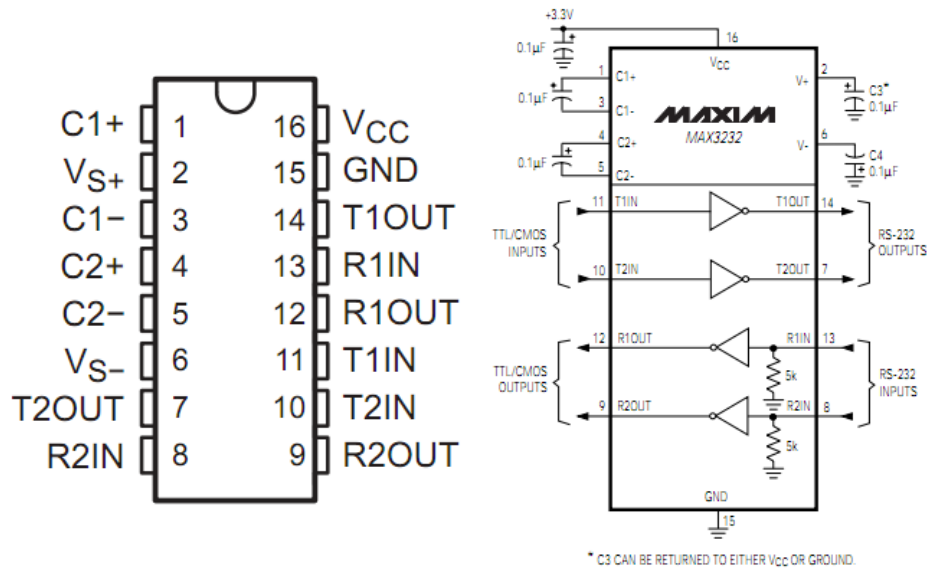 C1+ 1 16 VCC
VS+ 2 15 GND
C1− 3 14 T1OUT
C2+ 4 13 R1IN
C2− 5 12 R1OUT
VS− 6 11 T1IN
T2OUT 7 10 T2IN
R2IN 8 9 R2OUT
+3.3V
0.1µF
16
VCC
1 C1+
0.1µF
3 C1-
4 C2+
0.1µF
5 C2-
MAXIM
MAX3232
V+ 2
C3*
0.1µF
V- 6
C4
0.1µF
TTL/CMOS
INPUTS
11 T1IN T1OUT 14
10 T2IN T2OUT 7
RS-232
OUTPUTS
TTL/CMOS
OUTPUTS
12 R1OUT R1IN 13
5k
9 R2OUT R2IN 8
5k
RS-232
INPUTS
GND
15
* C3 CAN BE RETURNED TO EITHER VCC OR GROUND.